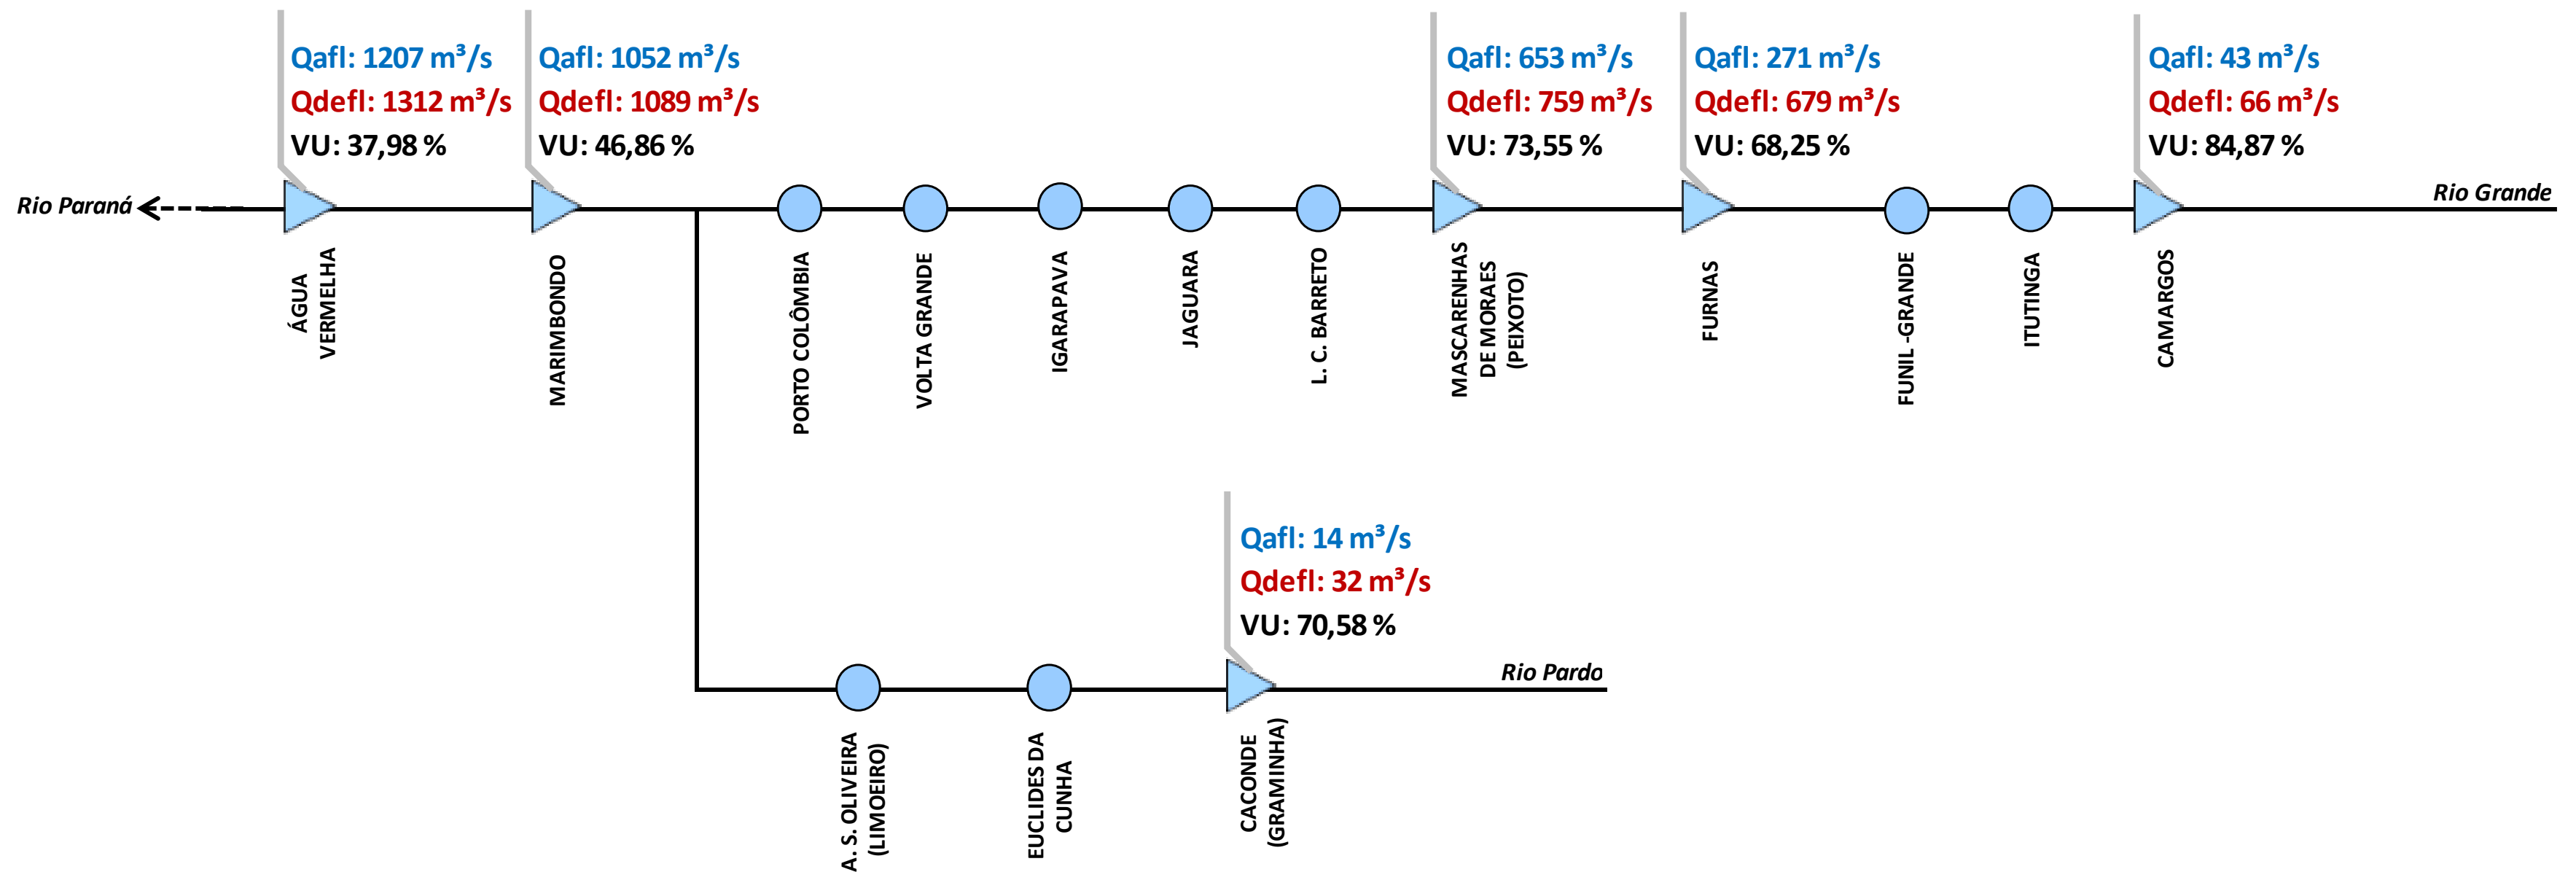 Qafl: 1207 m³/s
Qdefl: 1312 m³/s
VU: 37,98 %
Qafl: 1052 m³/s
Qdefl: 1089 m³/s
VU: 46,86 %
Qafl: 653 m³/s
Qdefl: 759 m³/s
VU: 73,55 %
Qafl: 271 m³/s
Qdefl: 679 m³/s
VU: 68,25 %
Qafl: 43 m³/s
Qdefl: 66 m³/s
VU: 84,87 %
Rio Paraná
Rio Grande
ÁGUA
VERMELHA
MARIMBONDO
PORTO COLÔMBIA
VOLTA GRANDE
IGARAPAVA
JAGUARA
L. C. BARRETO
MASCARENHAS
DE MORAES
(PEIXOTO)
FURNAS
FUNIL -GRANDE
ITUTINGA
CAMARGOS
Qafl: 14 m³/s
Qdefl: 32 m³/s
VU: 70,58 %
Rio Pardo
A. S. OLIVEIRA
(LIMOEIRO)
EUCLIDES DA
CUNHA
CACONDE
(GRAMINHA)